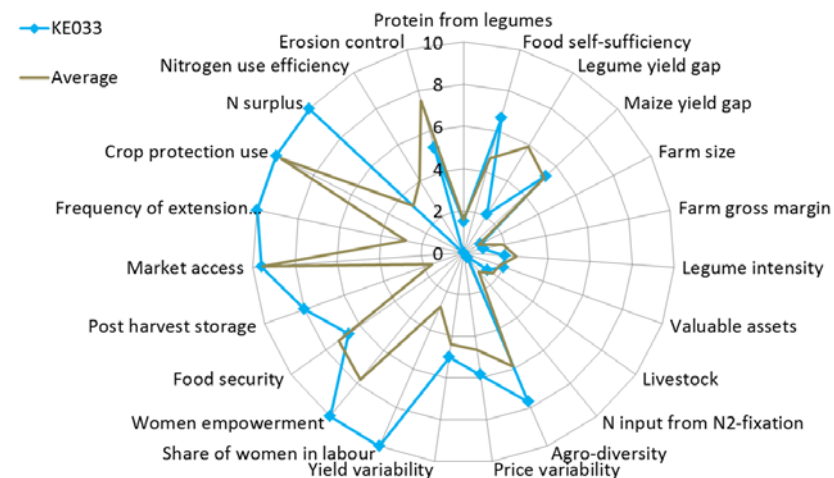 KE033
Average
Protein from legumes
Food self-sufficiency
Legume yield gap
Maize yield gap
Farm size
Farm gross margin
Legume intensity
Valuable assets
Livestock
N input from N2-fixation
Agro-diversity
Price variability
Yield variability
Share of women in labour
Women empowerment
Food security
Post harvest storage
Market access
Frequency of extension...
Crop protection use
N surplus
Nitrogen use efficiency
Erosion control
10
8
6
4
2
0